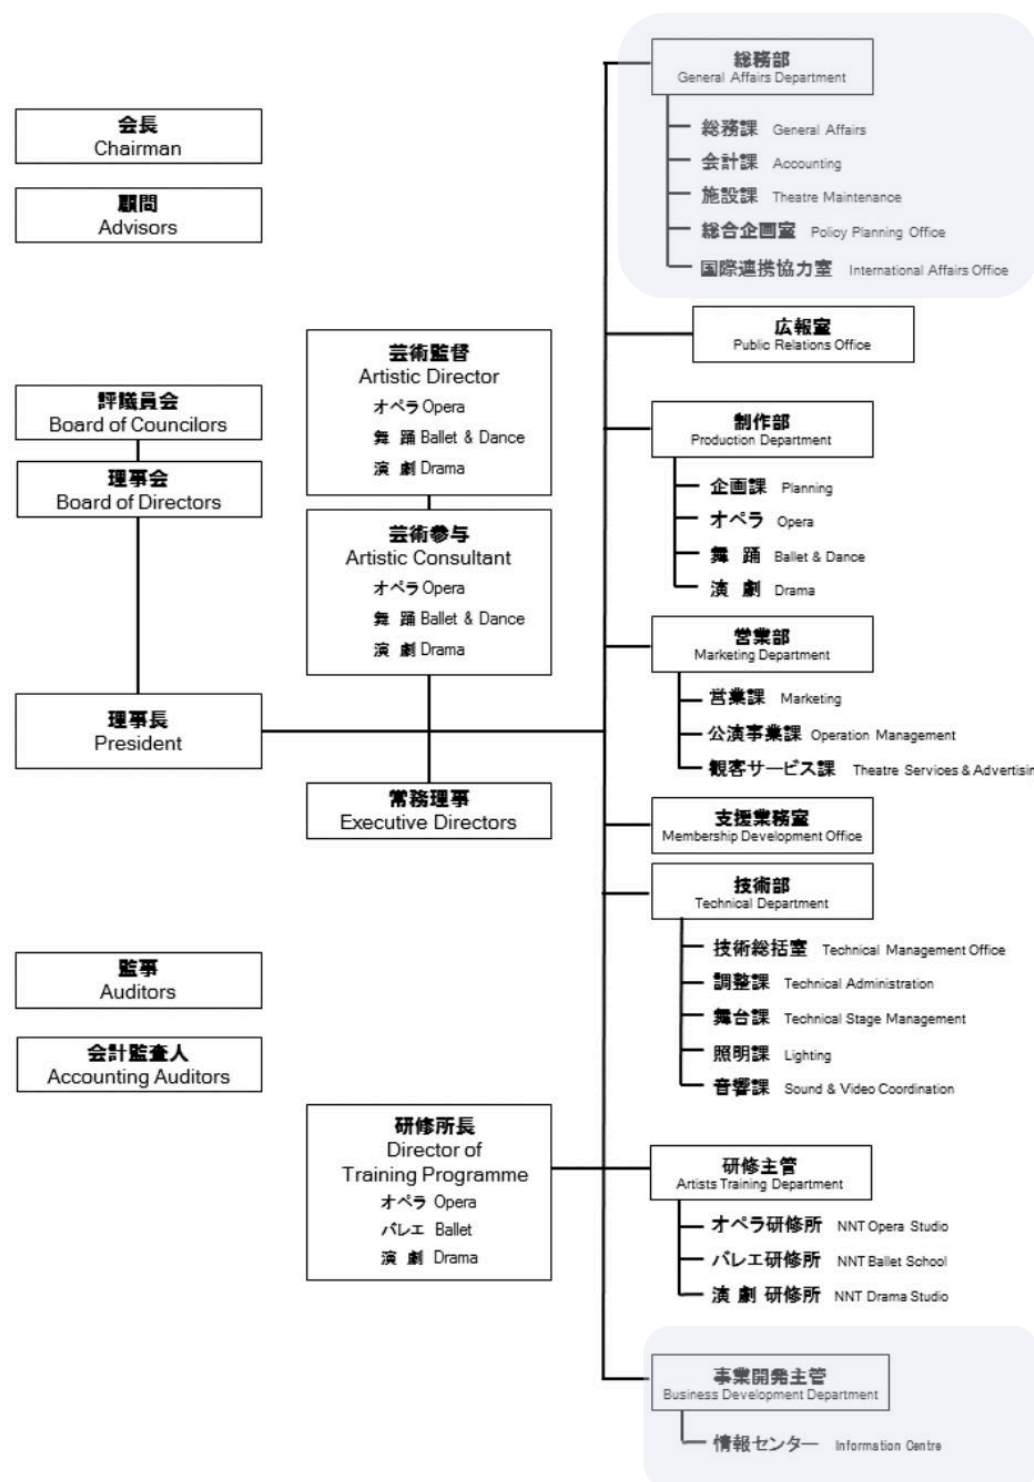 会長
Chairman
顧問
Advisors
評議員会
Board of Councilors
理事会
Board of Directors
理事長
President
監事
Auditors
会計監査人
Accounting Auditors
芸術監督
Artistic Director
オペラ Opera
舞 踊 Ballet & Dance
演 劇 Drama
芸術参与
Artistic Consultant
オペラ Opera
舞 踊 Ballet & Dance
演 劇 Drama
常務理事
Executive Directors
研修所長
Director of
Training Programme
オペラ Opera
バレエ Ballet
演 劇 Drama
総務部
General Affairs Department
総務課 General Affairs
会計課 Accounting
施設課 Theatre Maintenance
総合企画室 Policy Planning Office
国際連携協力室 International Affairs Office
広報室
Public Relations Office
制作部
Production Department
企画課 Planning
オペラ Opera
舞 踊 Ballet & Dance
演 劇 Drama
営業部
Marketing Department
営業課 Marketing
公演事業課 Operation Management
観客サービス課 Theatre Services & Advertisin
支援業務室
Membership Development Office
技術部
Technical Department
技術総括室 Technical Management Office
調整課 Technical Administration
舞台課 Technical Stage Management
照明課 Lighting
音響課 Sound & Video Coordination
研修主管
Artists Training Department
オペラ研修所 NNT Opera Studio
バレエ研修所 NNT Ballet School
演 劇 研修所 NNT Drama Studio
事業開発主管
Business Development Department
情報センター Information Centre